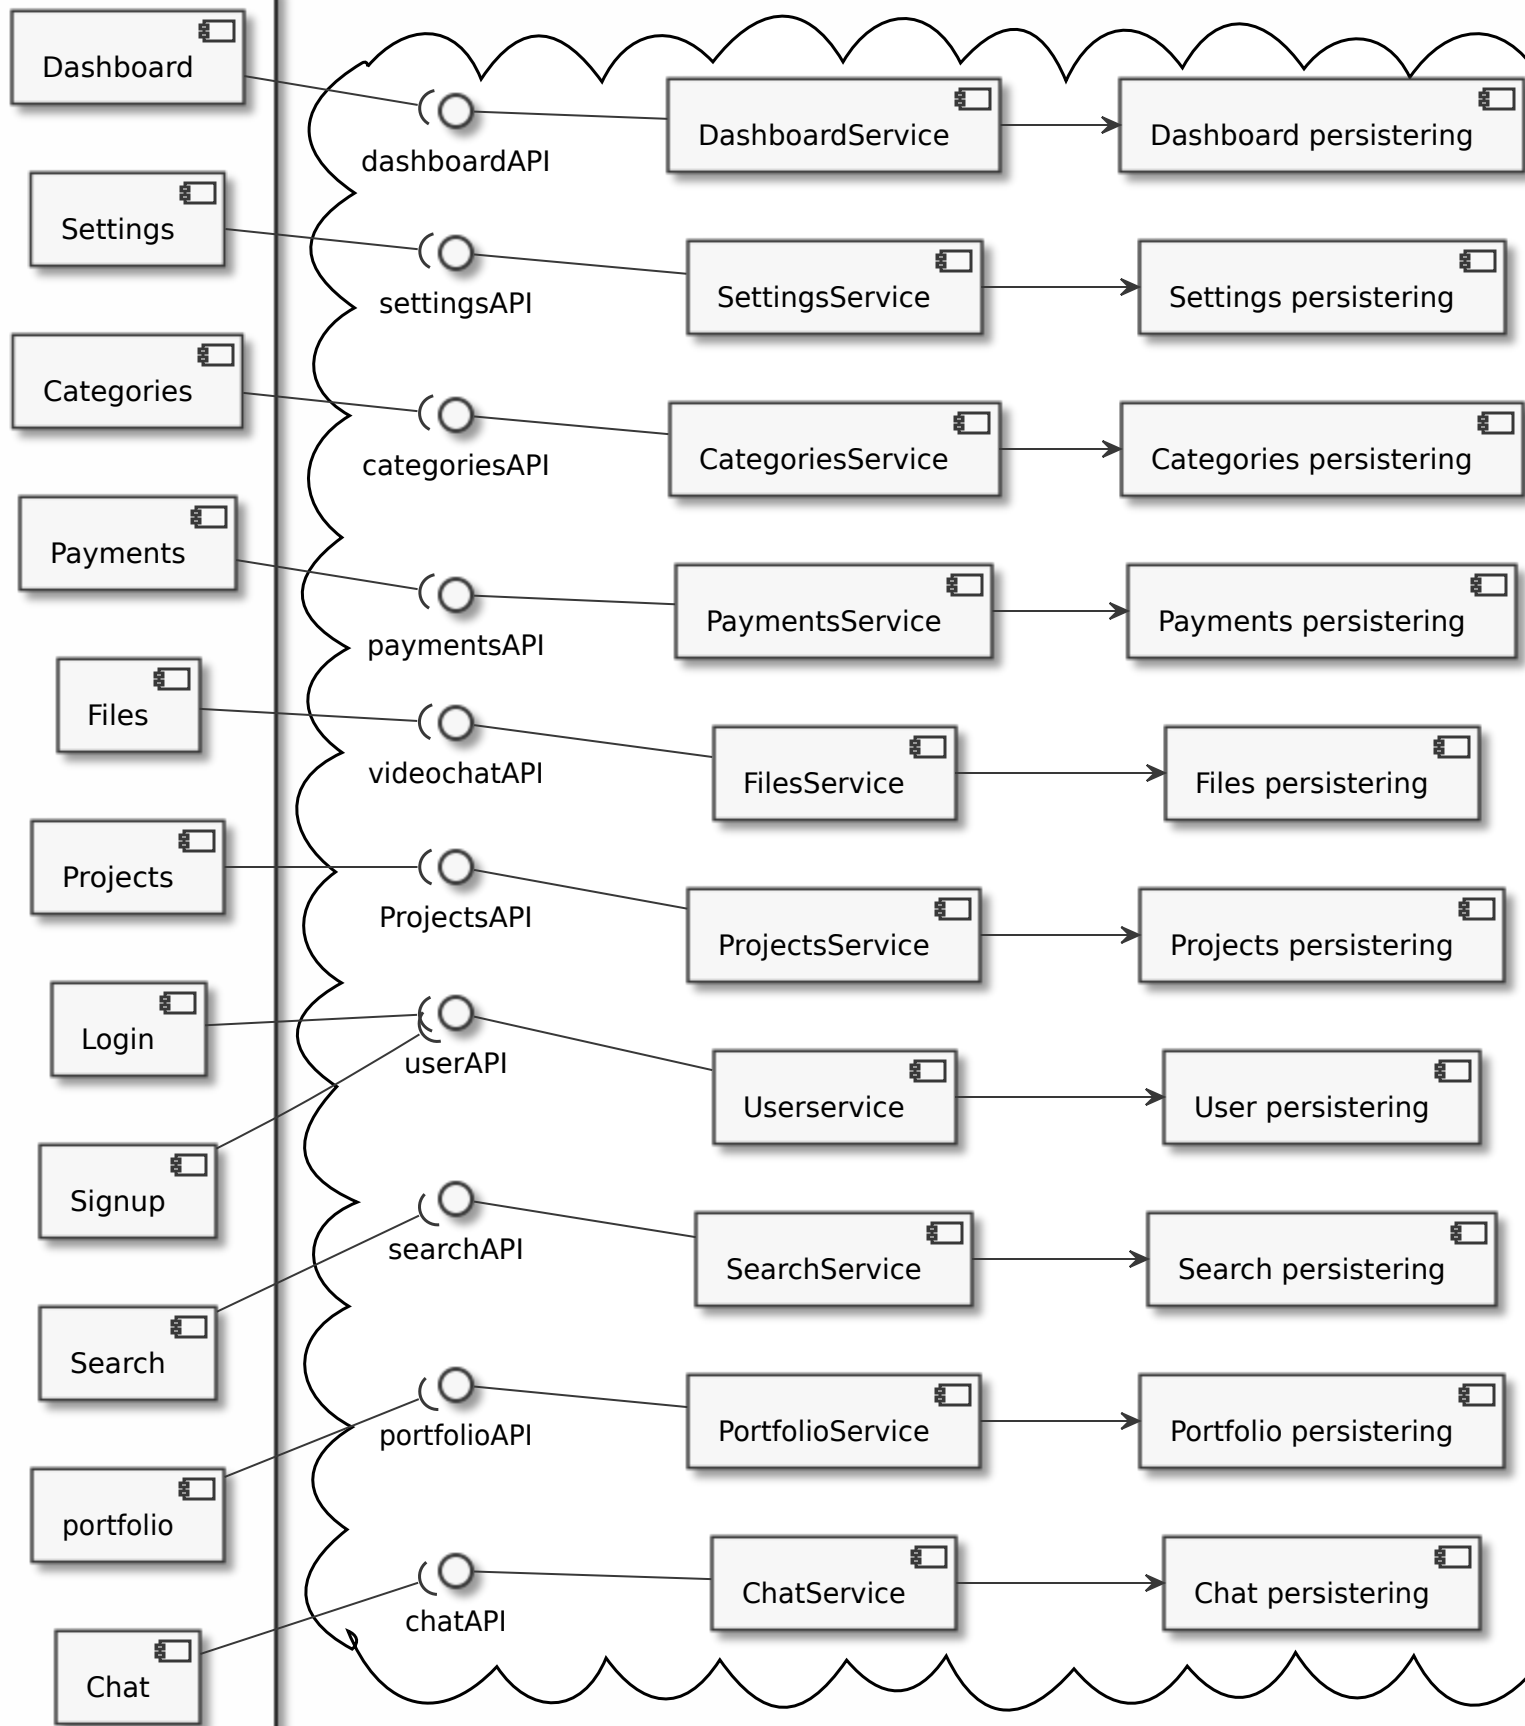 Dashboard
dashboardAPI
DashboardService
Dashboard persistering
Settings
settingsAPI
SettingsService
Settings persistering
Categories
categoriesAPI
CategoriesService
Categories persistering
Payments
paymentsAPI
PaymentsService
Payments persistering
Files
videochatAPI
FilesService
Files persistering
Projects
ProjectsAPI
ProjectsService
Projects persistering
Login
userAPI
Userservice
User persistering
Signup
searchAPI
SearchService
Search persistering
Search
portfolioAPI
PortfolioService
Portfolio persistering
portfolio
chatAPI
ChatService
Chat persistering
Chat